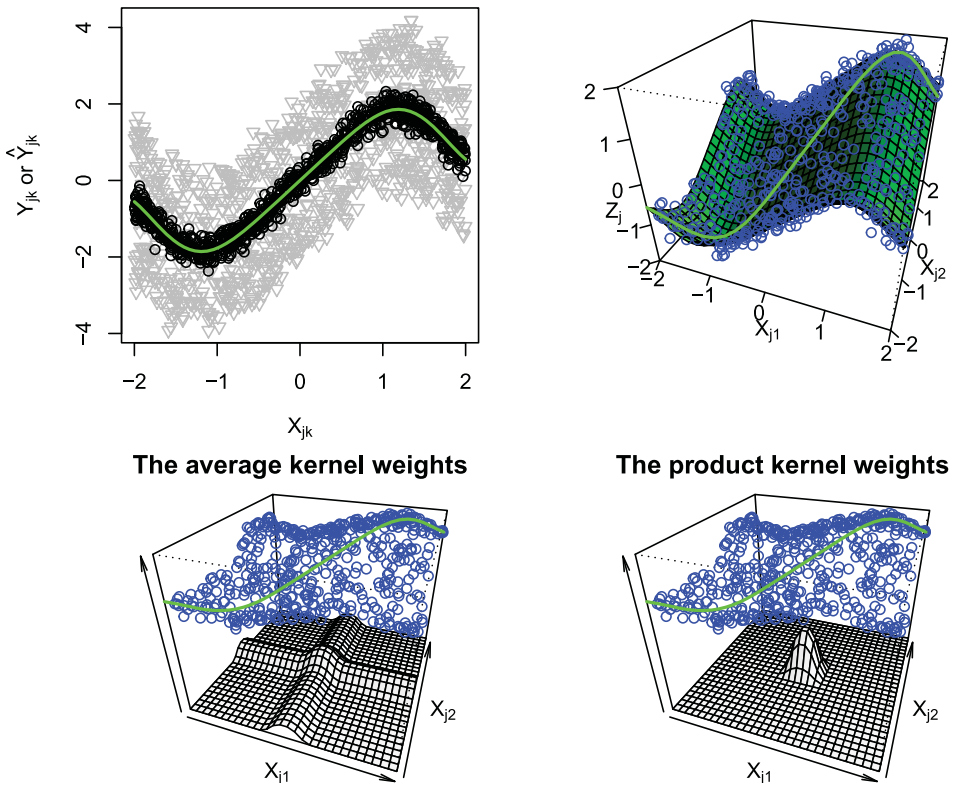 Y_jk or Ŷ_jk
4
2
0
−2
−4
−2 −1 0 1 2
X_jk
2
1
0
−1
Z_j
−2
−2
−1
0
1
2
X_j1
−2
−1
0
1
2
X_j2
The average kernel weights
X_j1
X_j2
The product kernel weights
X_j1
X_j2